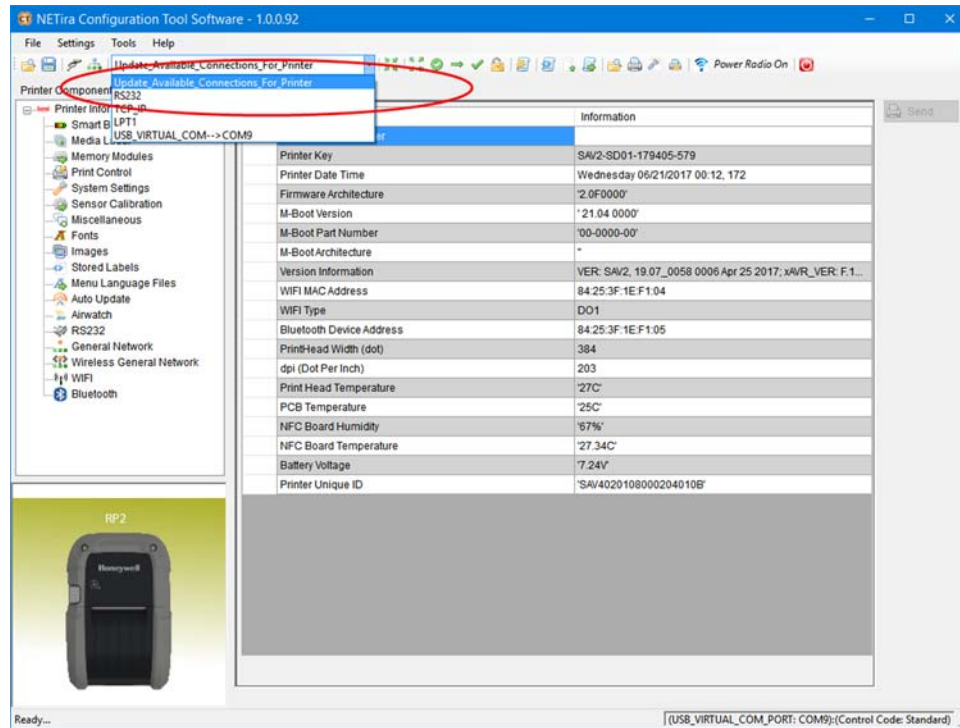 NETira Configuration Tool Software - 1.0.0.92
File Settings Tools Help
Update_Available_Connections_For_Printer
Power Radio On
Update_Available_Connections_For_Printer
RS232
TCP_IP
LPT1
USB_VIRTUAL_COM-->COM9
Printer Component
Printer Infor
Smart B
Media L
Memory Modules
Print Control
System Settings
Sensor Calibration
Miscellaneous
Fonts
Images
Stored Labels
Menu Language Files
Auto Update
Airwatch
RS232
General Network
Wireless General Network
WIFI
Bluetooth
Information
Send
er
Printer Key SAV2-SD01-179405-579
Printer Date Time Wednesday 06/21/2017 00:12, 172
Firmware Architecture '2.0F0000'
M-Boot Version ' 21.04 0000'
M-Boot Part Number '00-0000-00'
M-Boot Architecture "
Version Information VER: SAV2, 19.07_0058 0006 Apr 25 2017; xAVR_VER: F.1...
WIFI MAC Address 84:25:3F:1E:F1:04
WIFI Type DO1
Bluetooth Device Address 84:25:3F:1E:F1:05
PrintHead Width (dot) 384
dpi (Dot Per Inch) 203
Print Head Temperature '27C'
PCB Temperature '25C'
NFC Board Humidity '67%'
NFC Board Temperature '27.34C'
Battery Voltage '7.24V'
Printer Unique ID 'SAV4020108000204010B'
RP2
Honeywell
Ready...
(USB_VIRTUAL_COM_PORT: COM9):(Control Code: Standard)